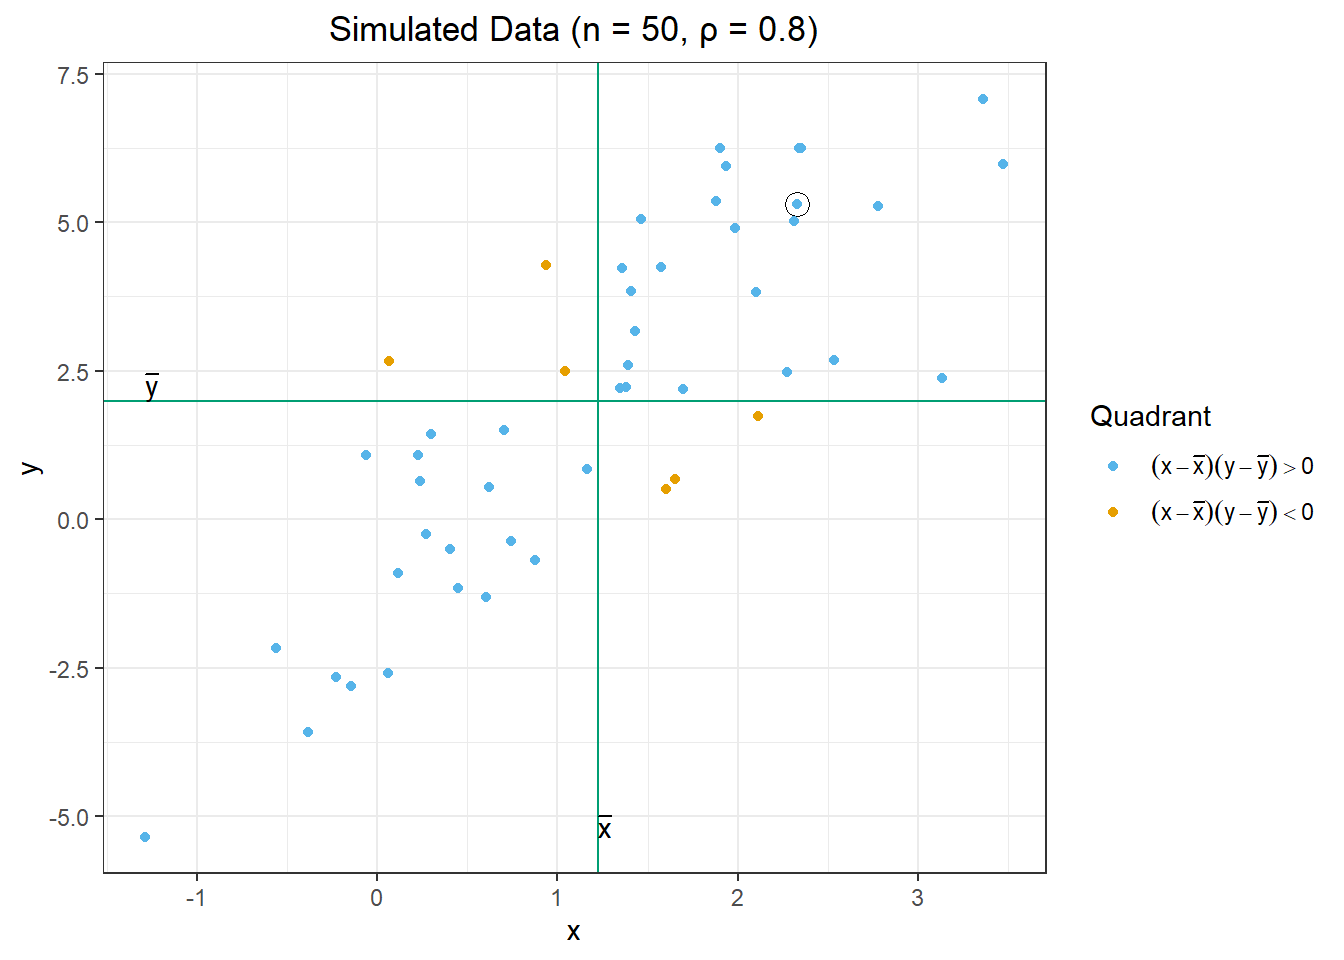 Simulated Data (n = 50, ρ = 0.8)
7.5
5.0
2.5
0.0
-2.5
-5.0
y
y̅
x̅
-1
0
1
2
3
x
Quadrant
(x − x̅)(y − y̅) > 0
(x − x̅)(y − y̅) < 0